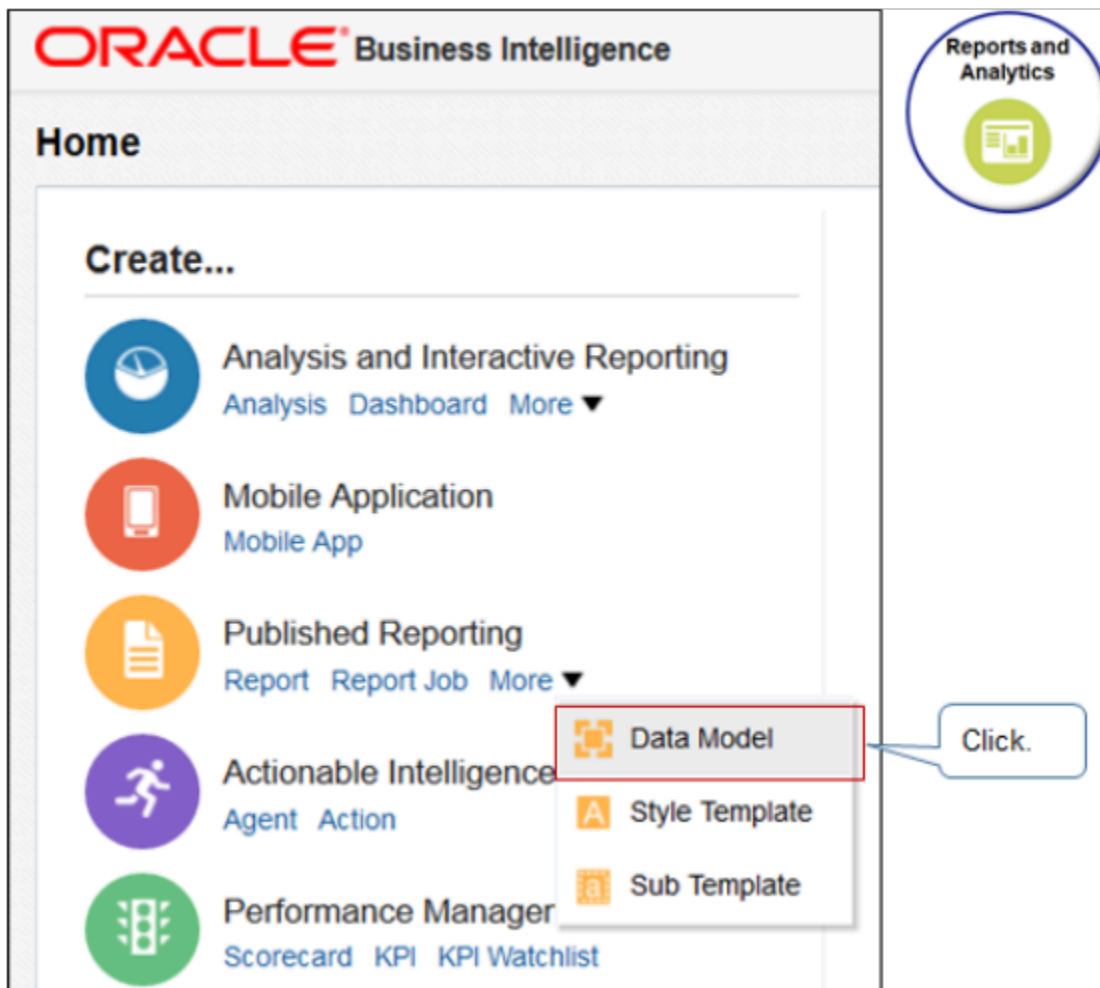 ORACLE Business Intelligence
Reports and
Analytics
Home
Create...
Analysis and Interactive Reporting
Analysis Dashboard More
Mobile Application
Mobile App
Published Reporting
Report Report Job More
Data Model
Click.
Actionable Intelligence
Agent Action
A Style Template
a Sub Template
Performance Manager
Scorecard KPI KPI Watchlist